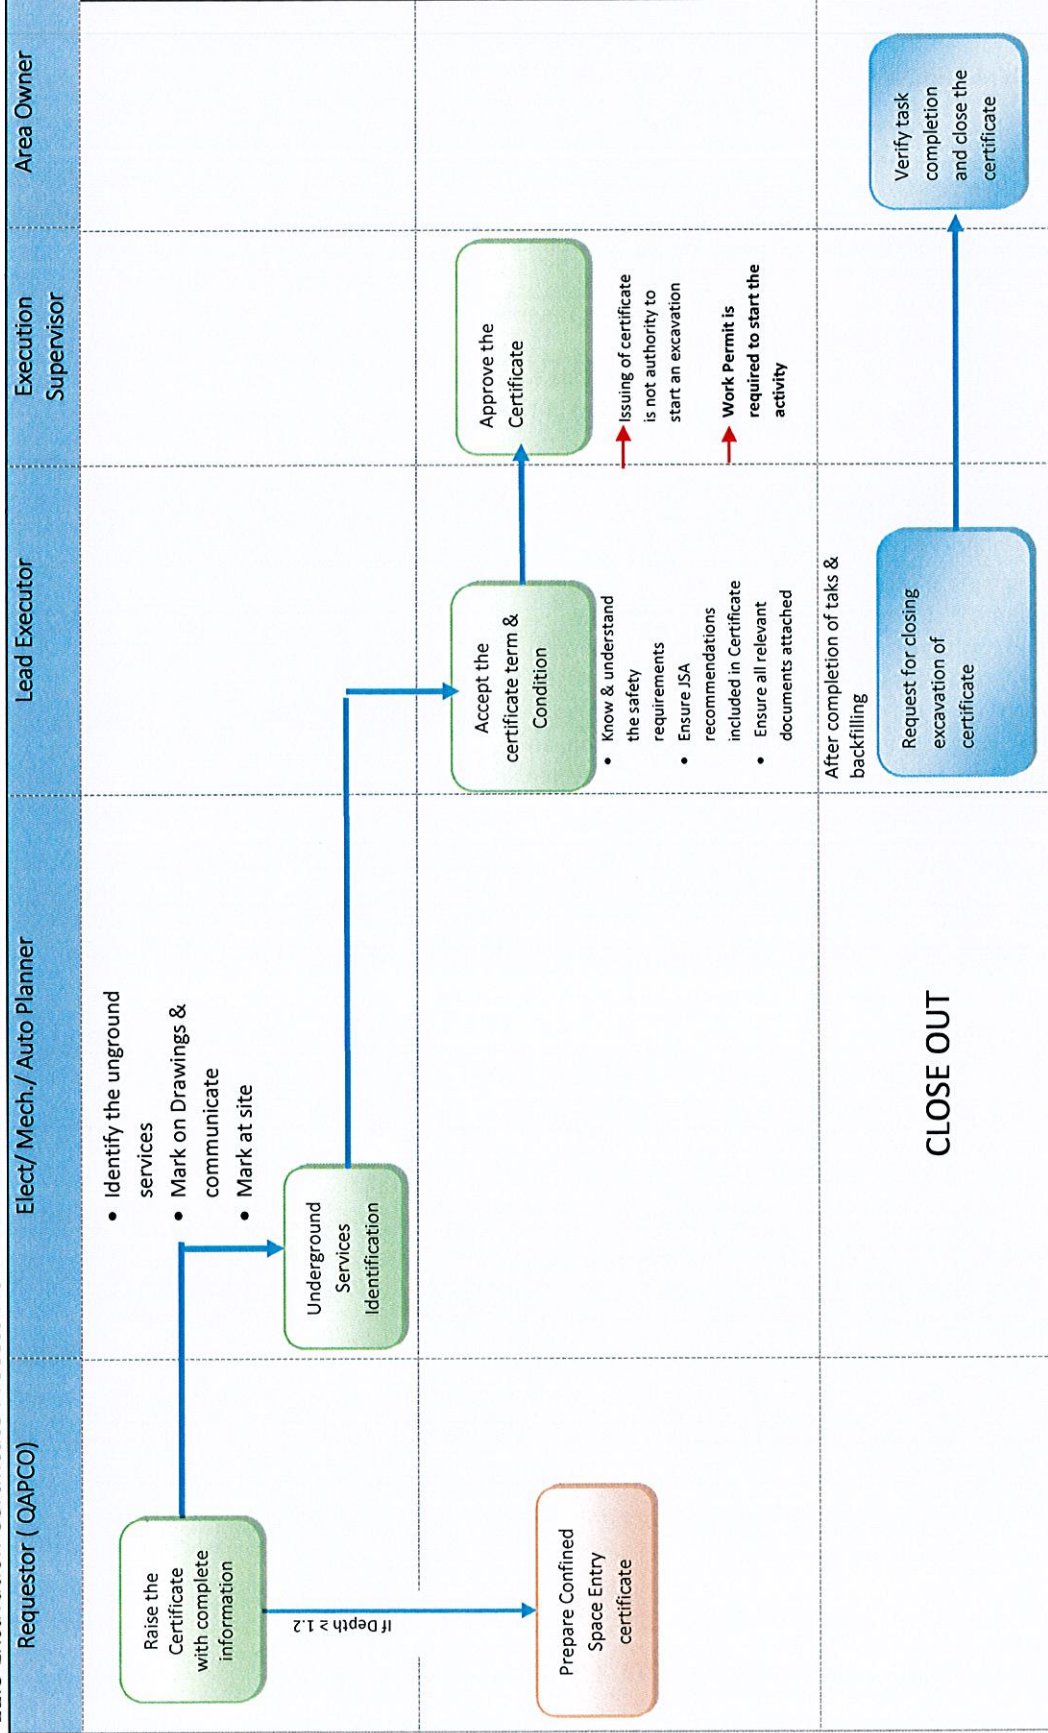 Requestor ( QAPCO)
Elect/ Mech./ Auto Planner
Lead Executor
Execution
Supervisor
Area Owner
Raise the
Certificate
with complete
information
• Identify the unground
services
• Mark on Drawings &
communicate
• Mark at site
Underground
Services
Identification
If Depth ≥ 1.2
Prepare Confined
Space Entry
certificate
Accept the
certificate term &
Condition
• Know & understand
the safety
requirements
• Ensure JSA
recommendations
included in Certificate
• Ensure all relevant
documents attached
Approve the
Certificate
Issuing of certificate
is not authority to
start an excavation
Work Permit is
required to start the
activity
CLOSE OUT
After completion of taks &
backfilling
Request for closing
excavation of
certificate
Verify task
completion
and close the
certificate